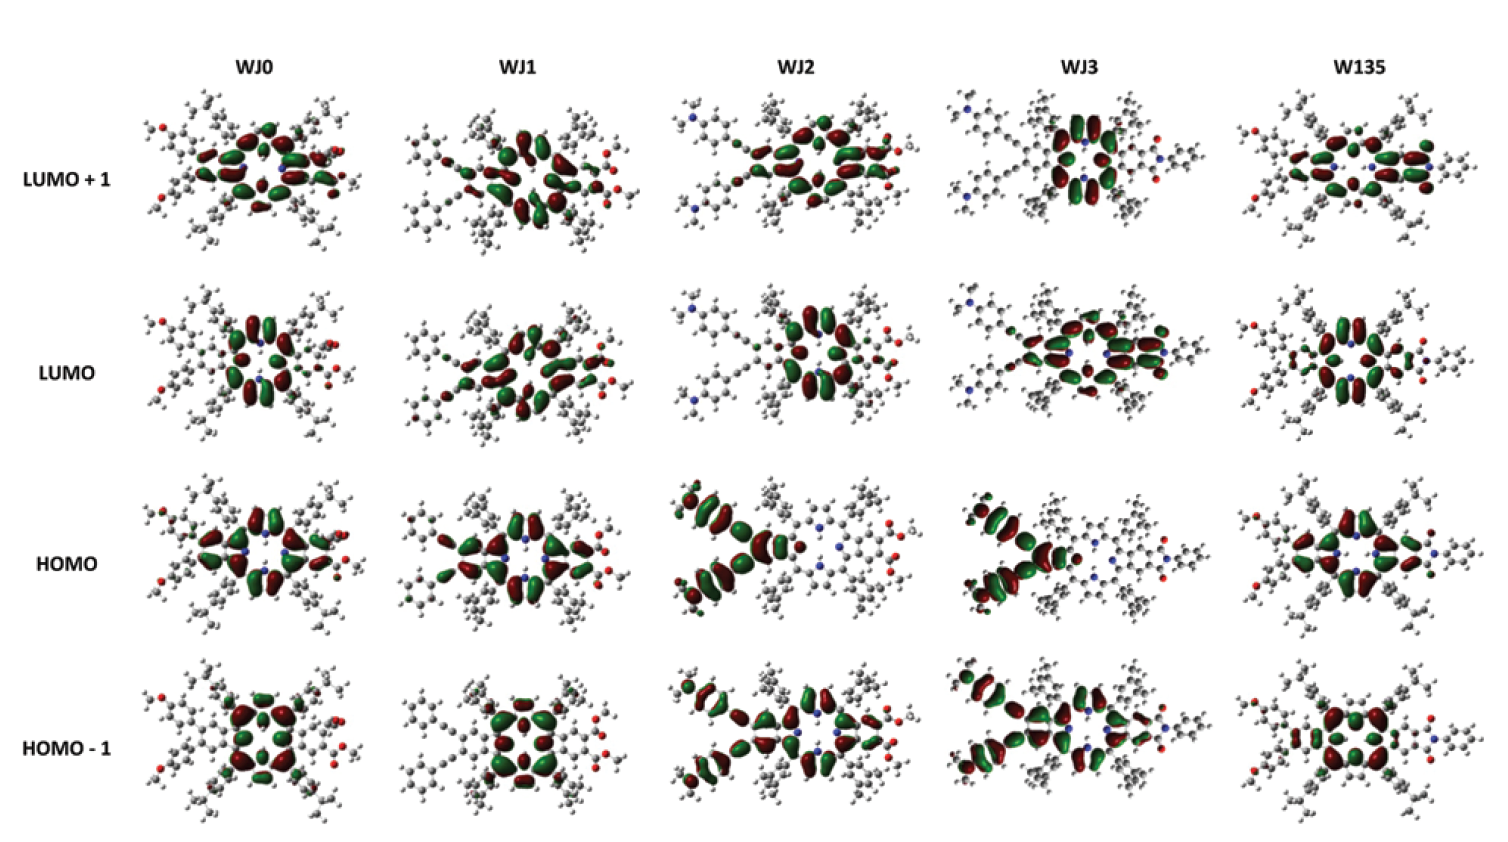 WJ0 WJ1 WJ2 WJ3 W135
LUMO + 1
LUMO
HOMO
HOMO - 1